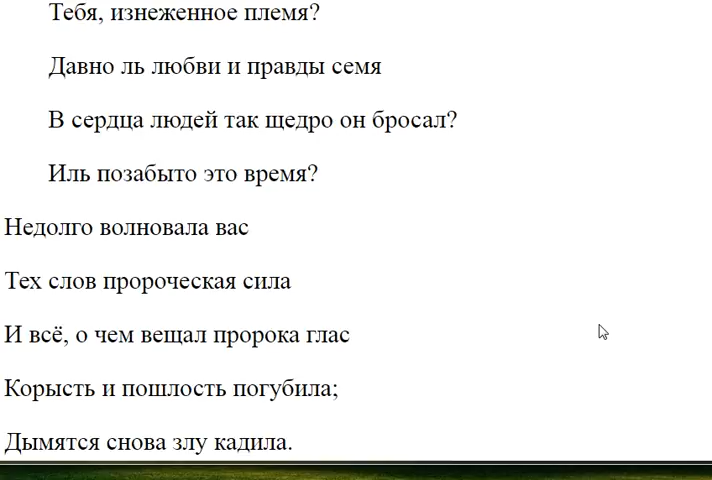 Тебя, изнеженное племя?
Давно ль любви и правды семя
В сердца людей так щедро он бросал?
Иль позабыто это время?
Недолго волновала вас
Тех слов пророческая сила
И всё, о чем вещал пророка глас
Корысть и пошлость погубила;
Дымятся снова злу кадила.